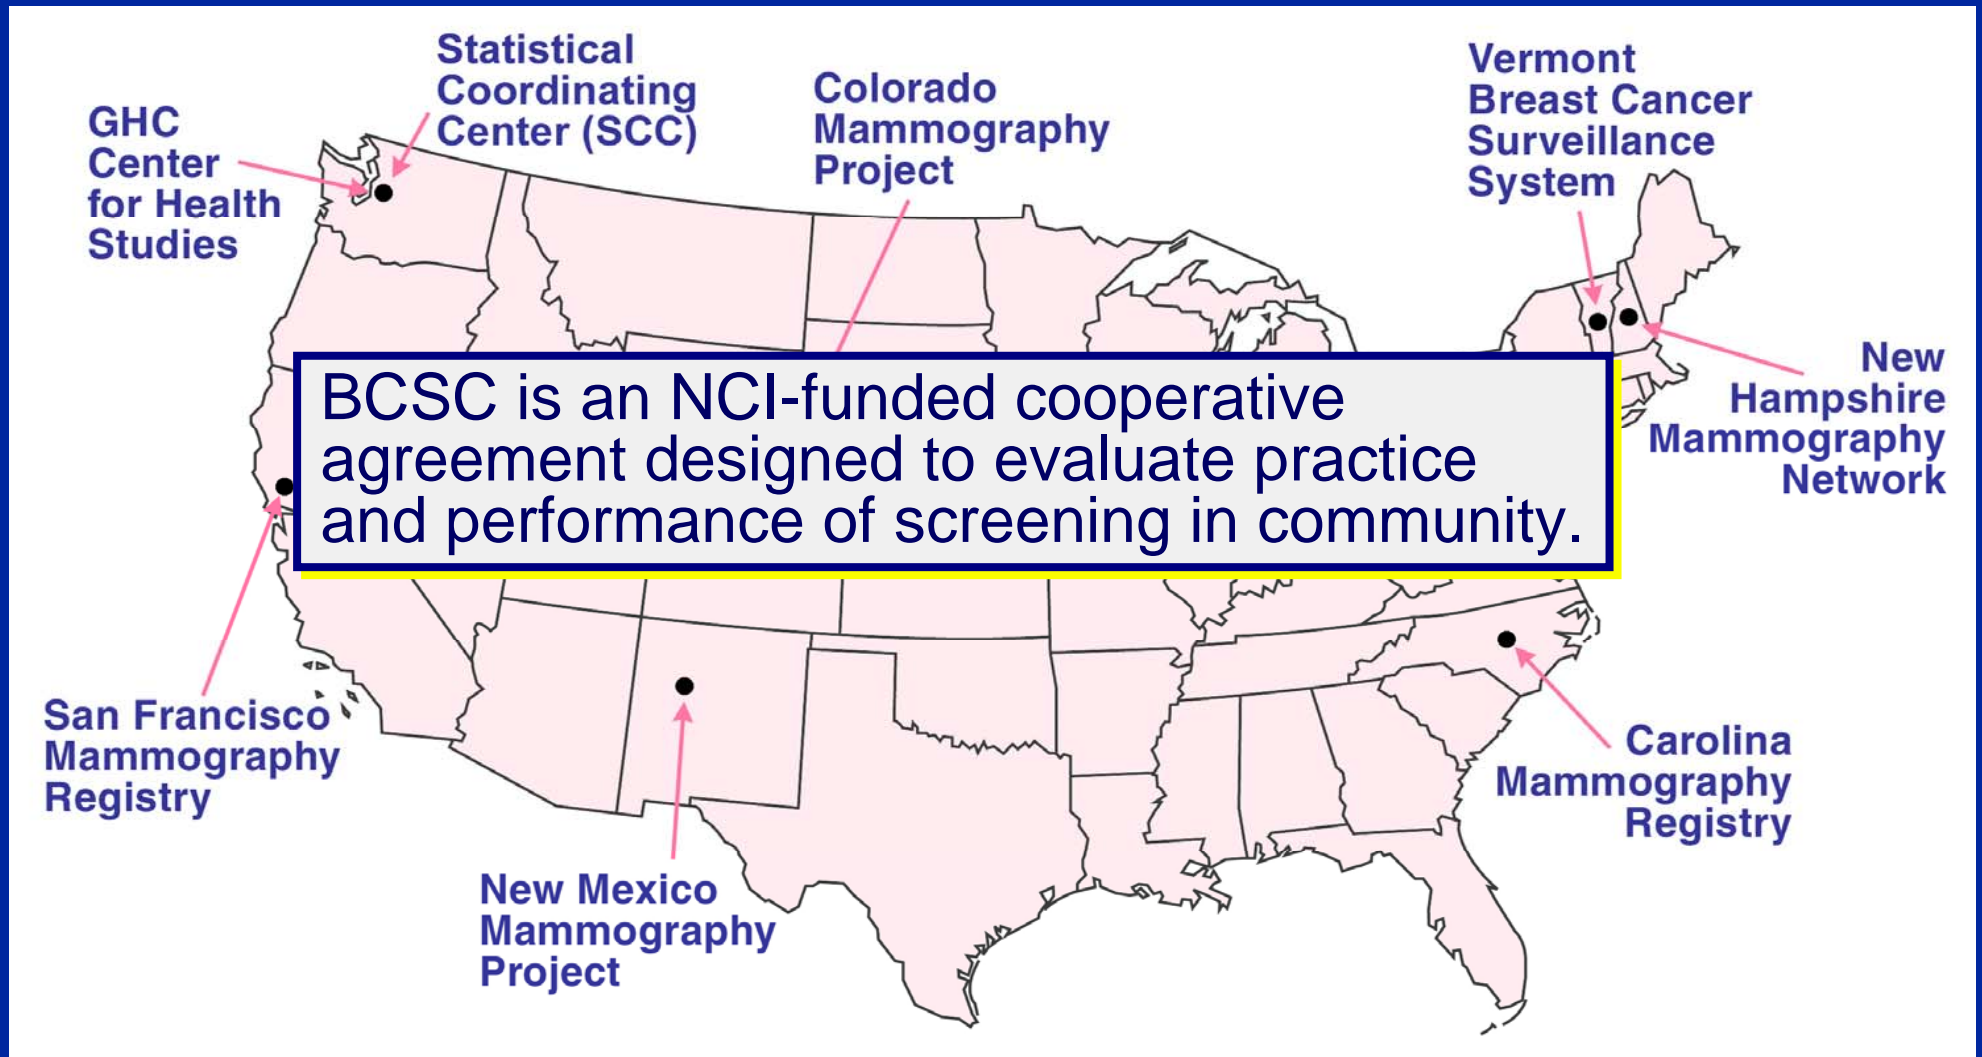 Statistical
Coordinating
Center (SCC)
GHC
Center
for Health
Studies
Colorado
Mammography
Project
Vermont
Breast Cancer
Surveillance
System
New
Hampshire
Mammography
Network
BCSC is an NCI-funded cooperative
agreement designed to evaluate practice
and performance of screening in community.
San Francisco
Mammography
Registry
New Mexico
Mammography
Project
Carolina
Mammography
Registry